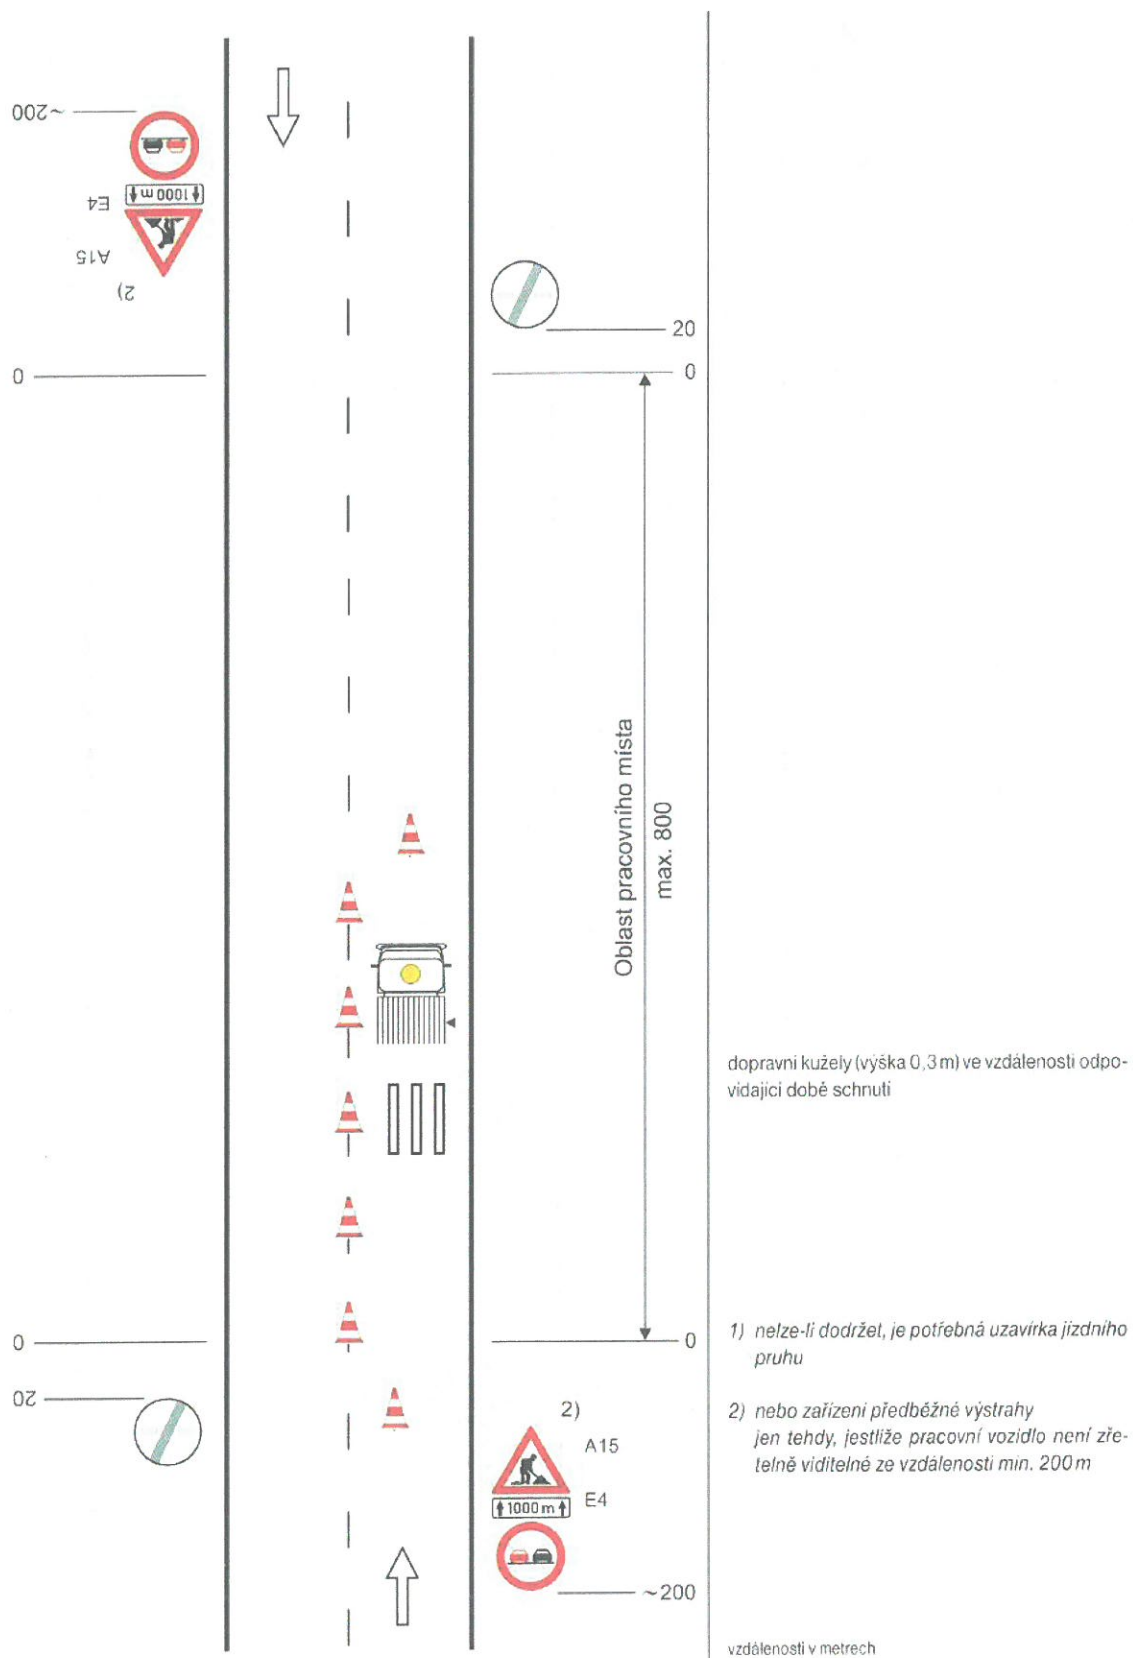 ~200
1000 m
E4
A15
2)
0
20
0
Oblast pracovního místa
max. 800
dopravní kužely (výška 0,3 m) ve vzdálenosti odpo-
vídající době schnutí
0
20
0
1) nelze-li dodržet, je potřebná uzavírka jízdního
pruhu
2) nebo zařízení předběžné výstrahy
jen tehdy, jestliže pracovní vozidlo není zře-
telně viditelné ze vzdálenosti min. 200 m
2)
A15
E4
1000 m
~200
vzdálenosti v metrech